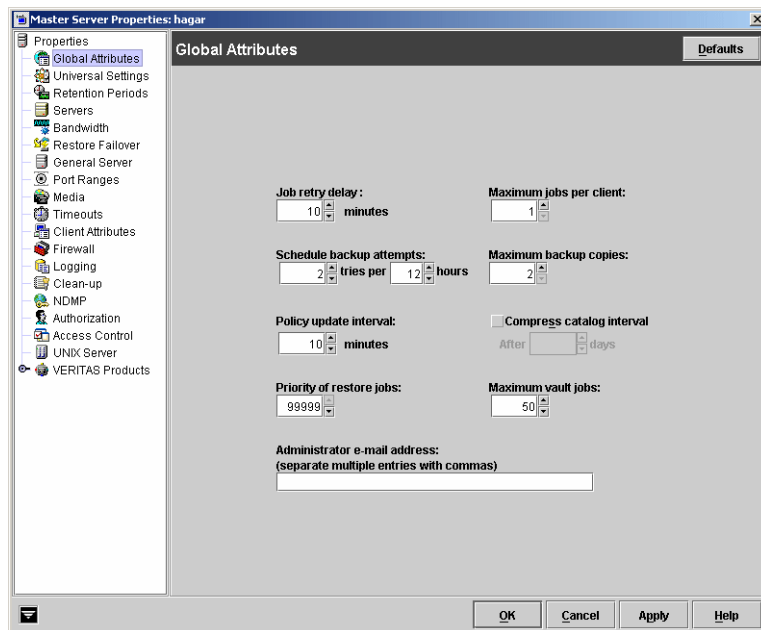 Master Server Properties: hagar
Properties
Global Attributes
Universal Settings
Retention Periods
Servers
Bandwidth
Restore Failover
General Server
Port Ranges
Media
Timeouts
Client Attributes
Firewall
Logging
Clean-up
NDMP
Authorization
Access Control
UNIX Server
VERITAS Products
Global Attributes
Defaults
Job retry delay:
10 minutes
Maximum jobs per client:
1
Schedule backup attempts:
2 tries per 12 hours
Maximum backup copies:
2
Policy update interval:
10 minutes
Compress catalog interval
After days
Priority of restore jobs:
99999
Maximum vault jobs:
50
Administrator e-mail address:
(separate multiple entries with commas)
OK
Cancel
Apply
Help